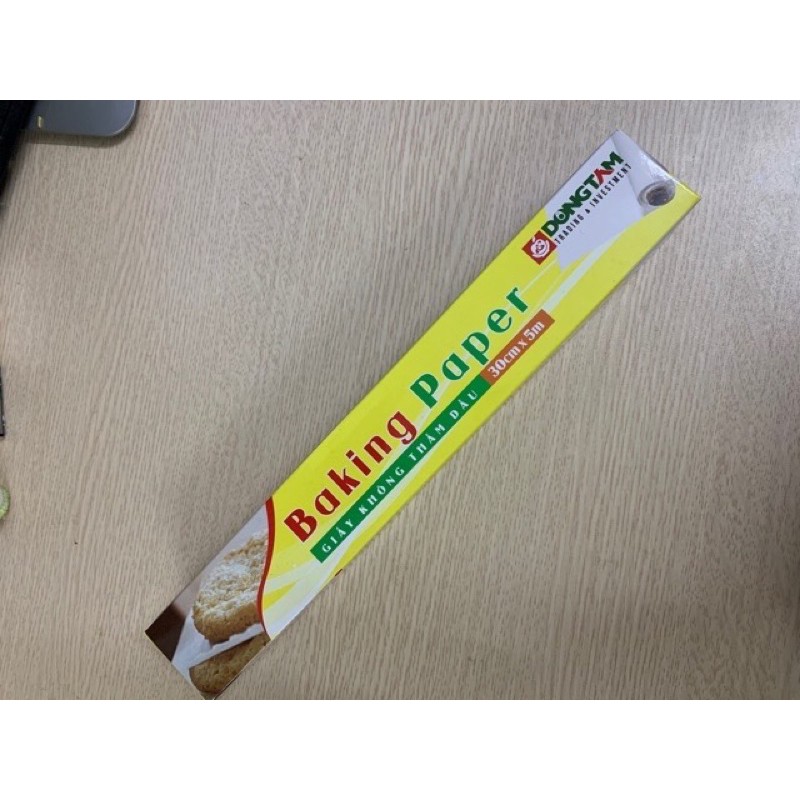 DONGTAM
TRADING & INVESTMENT
Baking Paper
GIẤY KHÔNG THẤM DẦU 30cm x 5m